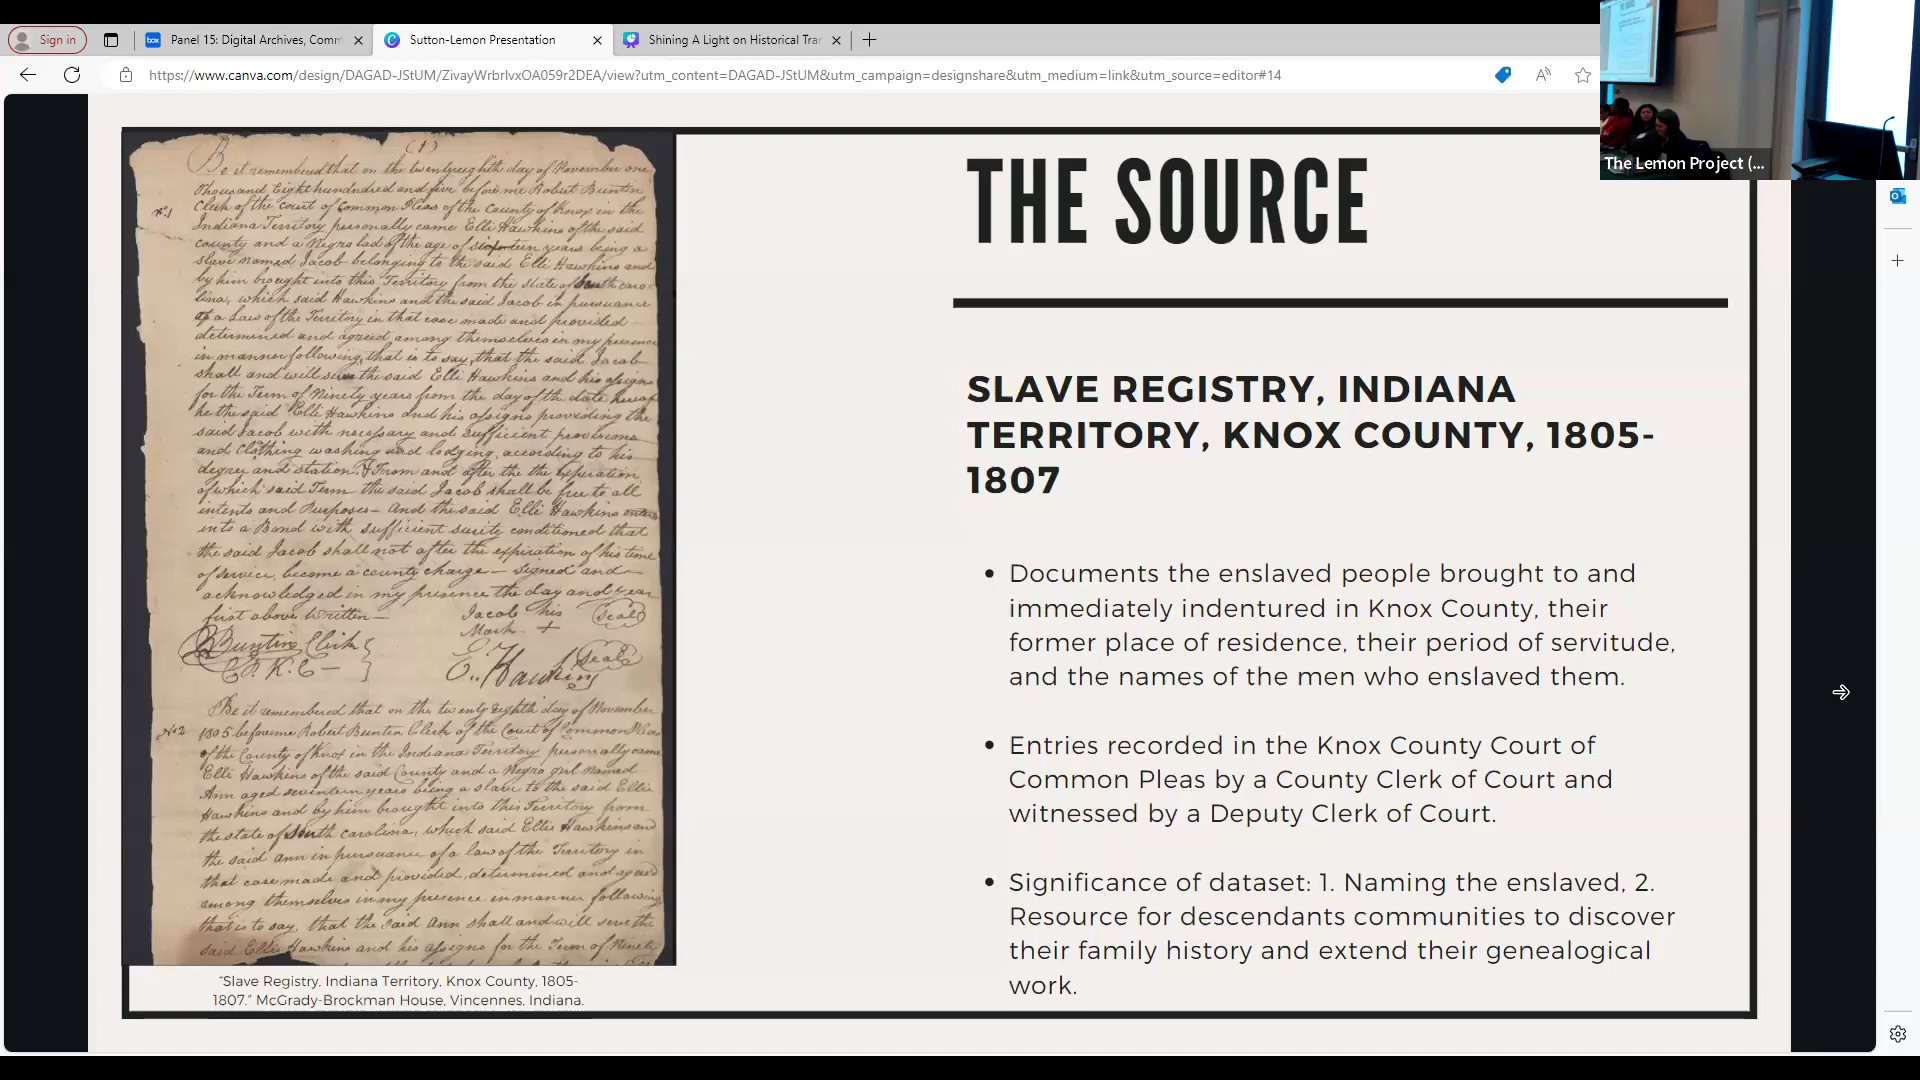 Sign in
Panel 15: Digital Archives, Comm
Sutton-Lemon Presentation
Shining A Light on Historical Tra
https://www.canva.com/design/DAGAD-JStUM/ZivayWrbrlvxOA059r2DEA/view?utm_content=DAGAD-JStUM&utm_campaign=designshare&utm_medium=link&utm_source=editor#14
The Lemon Project (...
(1)
Be it remembered that on the twentyeighth day of November one
Thousand Eight hundred and five before me Robert Buntin
Clerk of the court of Common Pleas of the County of Knox in the
No. 1
Indiana Territory personally came Elli Hawkins of the said
county and a Negro lad of the age of sixteen years being a
slave named Jacob belonging to the said Elli Hawkins and
by him brought into this Territory from the state of South caro-
lina, which said Hawkins and the said Jacob in pursuance
of a Law of the Territory in that case made and provided
determined and agreed among themselves in my presence
in manner following, that is to say, that the said Jacob
shall and will serve the said Elli Hawkins and his assigns
for the Term of Ninety years from the day of the date hereof
he the said Elli Hawkins and his assigns providing the
said Jacob with necessary and sufficient provisions
and Clothing washing and lodging, according to his
degree and station. & From and after the the expiration
of which said Term the said Jacob shall be free to all
intents and Purposes - And the said Elli Hawkins enters
into a Bond with sufficient surite conditioned that
the said Jacob shall not after the expiration of his time
of service, become a county charge - signed and
acknowledged in my presence the day and year
first above written -
Jacob his
Seal
Mark +
Buntin Clerk
C. P. K. C -
E. Hawkins
Seal
Be it remembered that on the twenty eighth day of November
No 2
1805 before me Robert Buntin Clerk of the Court of Common Pleas
of the County of Knox in the Indiana Territory personally came
Elli Hawkins of the said County and a Negro girl named
Ann aged seventeen years being a slave to the said Elli
Hawkins and by him brought into this Territory from
the state of South carolina, which said Elli Hawkins and
the said ann in pursuance of a law of the Territory in
that case made and provided, determined and agreed
among themselves in my presence in manner following
that is to say, that the said Ann shall and will serve the
said Elli Hawkins and his assigns for the Term of Ninety
"Slave Registry, Indiana Territory, Knox County, 1805-
1807." McGrady-Brockman House, Vincennes, Indiana.
THE SOURCE
SLAVE REGISTRY, INDIANA
TERRITORY, KNOX COUNTY, 1805-
1807
• Documents the enslaved people brought to and
immediately indentured in Knox County, their
former place of residence, their period of servitude,
and the names of the men who enslaved them.
• Entries recorded in the Knox County Court of
Common Pleas by a County Clerk of Court and
witnessed by a Deputy Clerk of Court.
• Significance of dataset: 1. Naming the enslaved, 2.
Resource for descendants communities to discover
their family history and extend their genealogical
work.